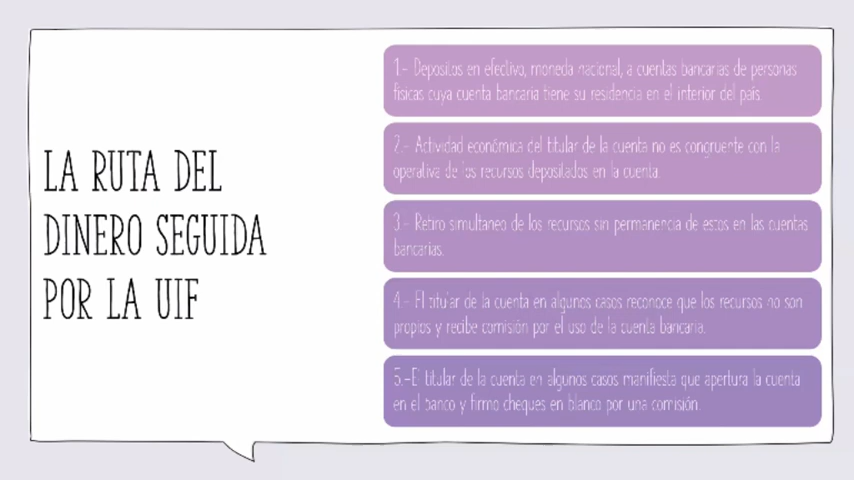 LA RUTA DEL
DINERO SEGUIDA
POR LA UIF
1.- Depositos en efectivo, moneda nacional, a cuentas bancarias de personas
físicas cuya cuenta bancaria tiene su residencia en el interior del país.
2.- Actividad económica del titular de la cuenta no es congruente con la
operativa de los recursos depositados en la cuenta.
3.- Retiro simultaneo de los recursos sin permanencia de estos en las cuentas
bancarias.
4.- El titular de la cuenta en algunos casos reconoce que los recursos no son
propios y recibe comisión por el uso de la cuenta bancaria.
5.-El titular de la cuenta en algunos casos manifiesta que apertura la cuenta
en el banco y firmo cheques en blanco por una comisión.